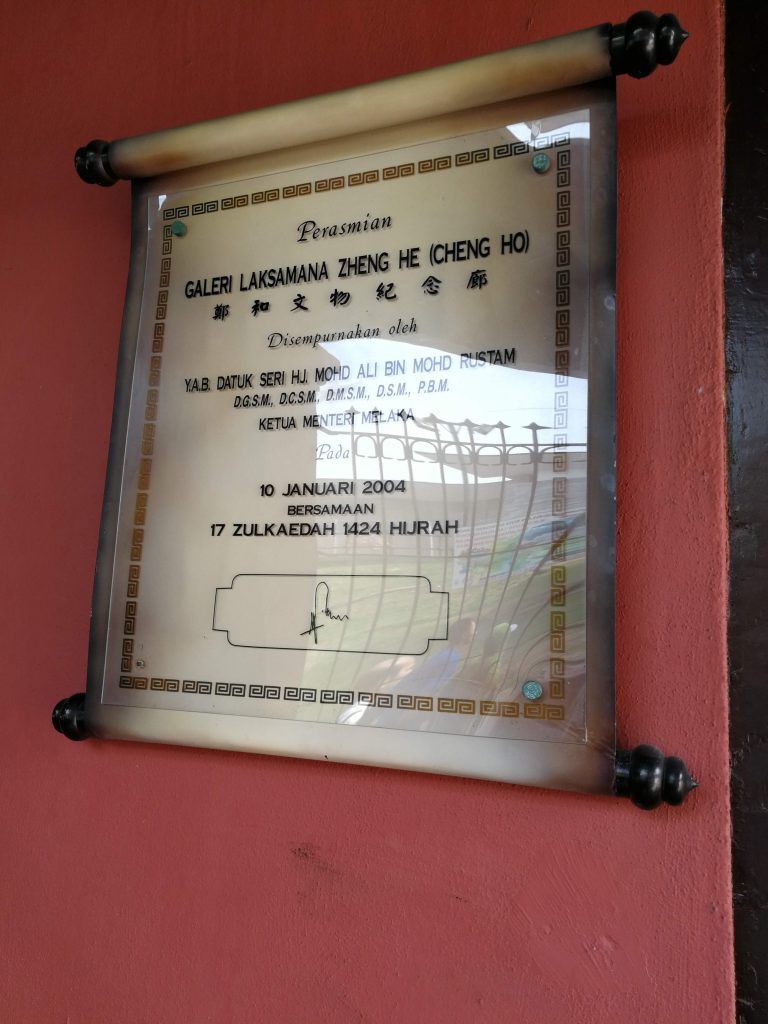 Perasmian
GALERI LAKSAMANA ZHENG HE (CHENG HO)
鄭和文物紀念廊
Disempurnakan oleh
Y.A.B. DATUK SERI HJ. MOHD ALI BIN MOHD RUSTAM
D.G.S.M., D.C.S.M., D.M.S.M., D.S.M., P.B.M.
KETUA MENTERI MELAKA
Pada
10 JANUARI 2004
BERSAMAAN
17 ZULKAEDAH 1424 HIJRAH